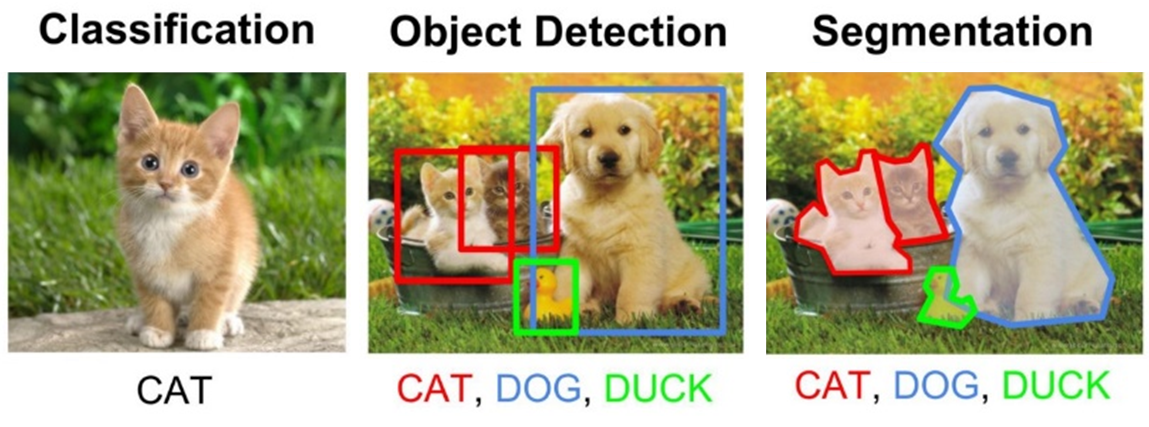 Classification
Object Detection
Segmentation
CAT
CAT, DOG, DUCK
CAT, DOG, DUCK